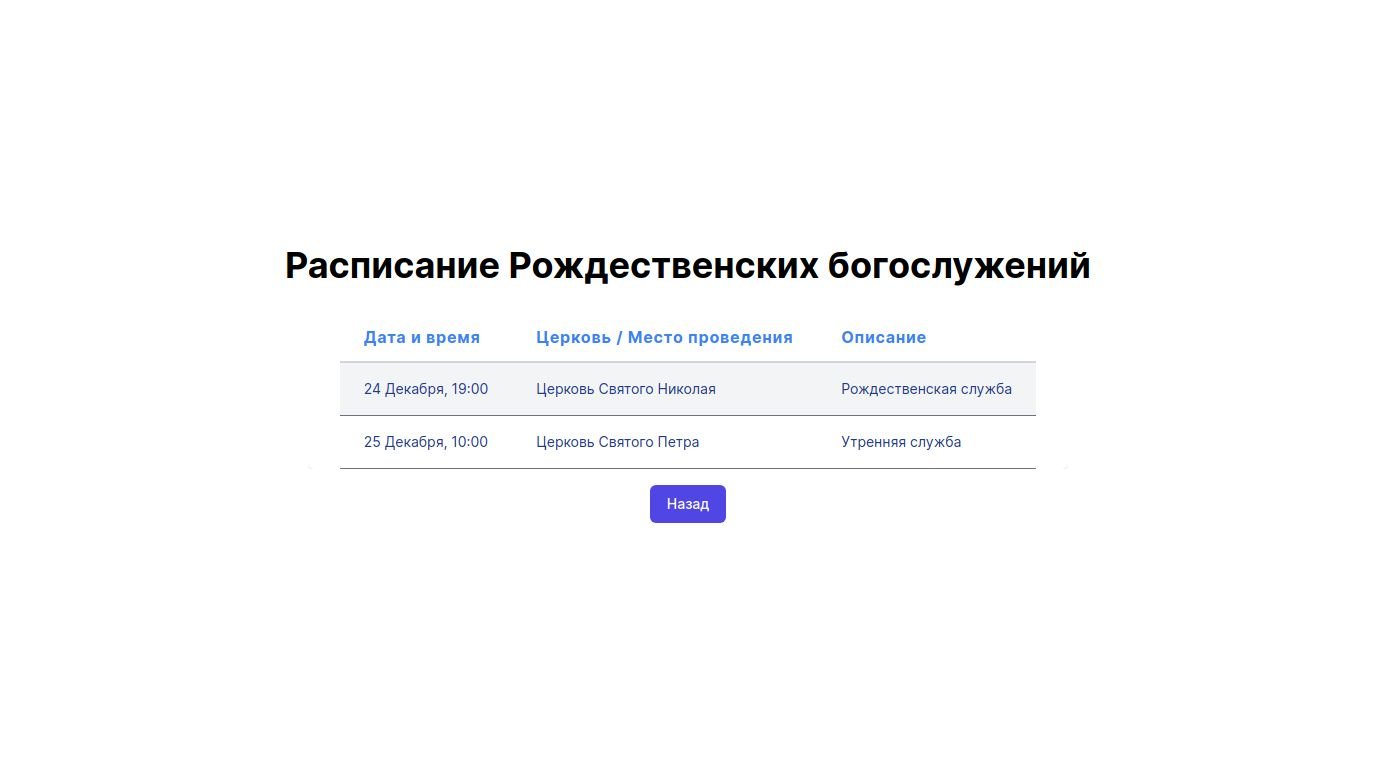 Расписание Рождественских богослужений
Дата и время Церковь / Место проведения Описание
24 Декабря, 19:00 Церковь Святого Николая Рождественская служба
25 Декабря, 10:00 Церковь Святого Петра Утренняя служба
Назад